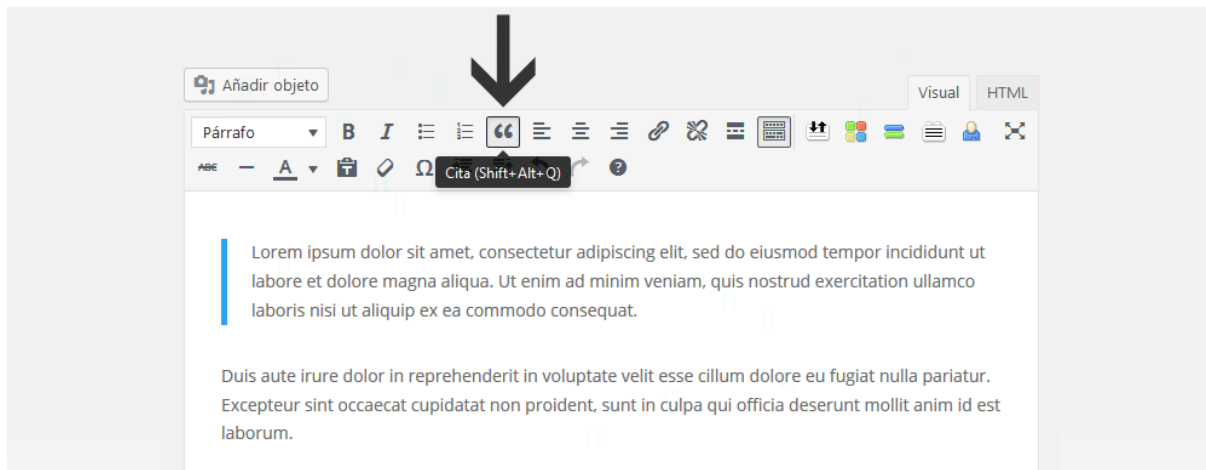 Añadir objeto
Visual HTML
Párrafo B I
ABE A T Ω
Cita (Shift+Alt+Q)
Lorem ipsum dolor sit amet, consectetur adipiscing elit, sed do eiusmod tempor incididunt ut
labore et dolore magna aliqua. Ut enim ad minim veniam, quis nostrud exercitation ullamco
laboris nisi ut aliquip ex ea commodo consequat.
Duis aute irure dolor in reprehenderit in voluptate velit esse cillum dolore eu fugiat nulla pariatur.
Excepteur sint occaecat cupidatat non proident, sunt in culpa qui officia deserunt mollit anim id est
laborum.